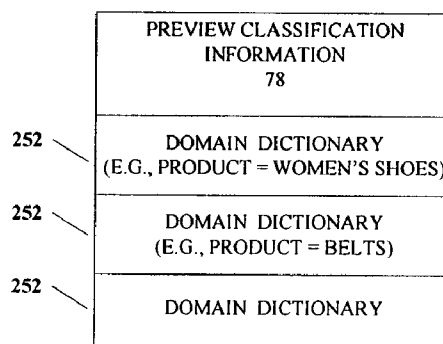 PREVIEW CLASSIFICATION
INFORMATION
78
252
DOMAIN DICTIONARY
(E.G., PRODUCT = WOMEN'S SHOES)
252
DOMAIN DICTIONARY
(E.G., PRODUCT = BELTS)
252
DOMAIN DICTIONARY